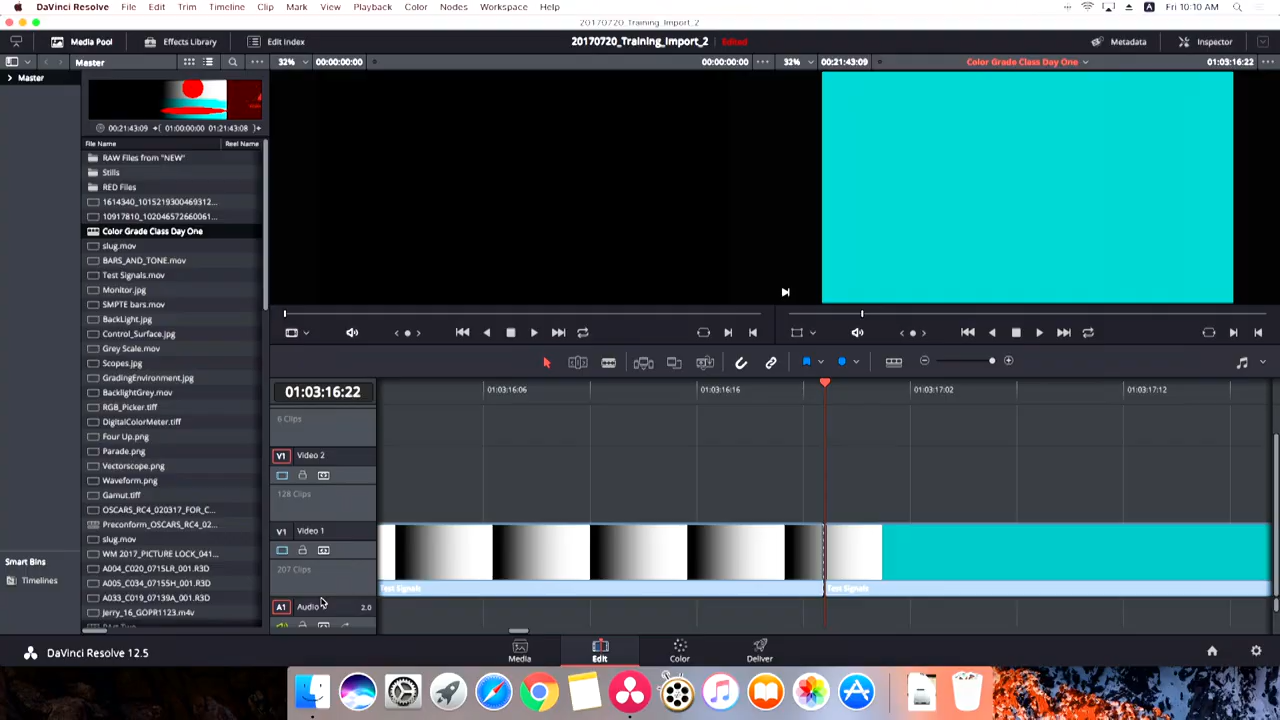 DaVinci Resolve File Edit Trim Timeline Clip Mark View Playback Color Nodes Workspace Help A Fri 10:10 AM
20170720_Training_Import_2
Media Pool Effects Library Edit Index 20170720_Training_Import_2 Edited Metadata Inspector
Master 32% 00:00:00:00 00:00:00:00 32% 00:21:43:09 Color Grade Class Day One 01:03:16:22
Master
00:21:43:09 01:00:00:00 01:21:43:08
File Name Reel Name
RAW Files from "NEW"
Stills
RED Files
1614340_1015219300469312...
10917810_102046572660061...
Color Grade Class Day One
slug.mov
BARS_AND_TONE.mov
Test Signals.mov
Monitor.jpg
SMPTE bars.mov
BackLight.jpg
Control_Surface.jpg
Grey Scale.mov
Scopes.jpg
GradingEnvironment.jpg
BacklightGrey.mov
RGB_Picker.tiff
DigitalColorMeter.tiff
Four Up.png
Parade.png
Vectorscope.png
Waveform.png
Gamut.tiff
OSCARS_RC4_020317_FOR_C...
Preconform_OSCARS_RC4_02...
slug.mov
WM 2017_PICTURE LOCK_041...
A004_C020_0715LR_001.R3D
A005_C034_07155H_001.R3D
A033_C019_07139A_001.R3D
Jerry_16_GOPR1123.m4v
Smart Bins
Timelines
01:03:16:22 01:03:16:06 01:03:16:16 01:03:17:02 01:03:17:12
6 Clips
V1 Video 2
128 Clips
V1 Video 1
207 Clips
Test Signals Test Signals
A1 Audio 2.0
DaVinci Resolve 12.5 Media Edit Color Deliver